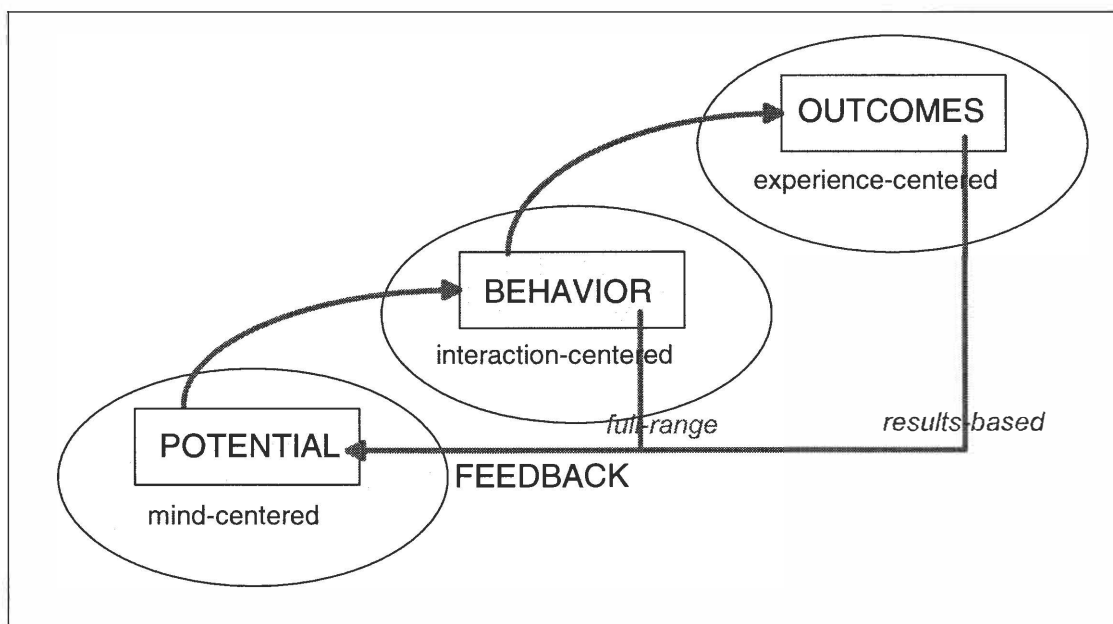 OUTCOMES
experience-centered
BEHAVIOR
interaction-centered
full-range
results-based
POTENTIAL
FEEDBACK
mind-centered